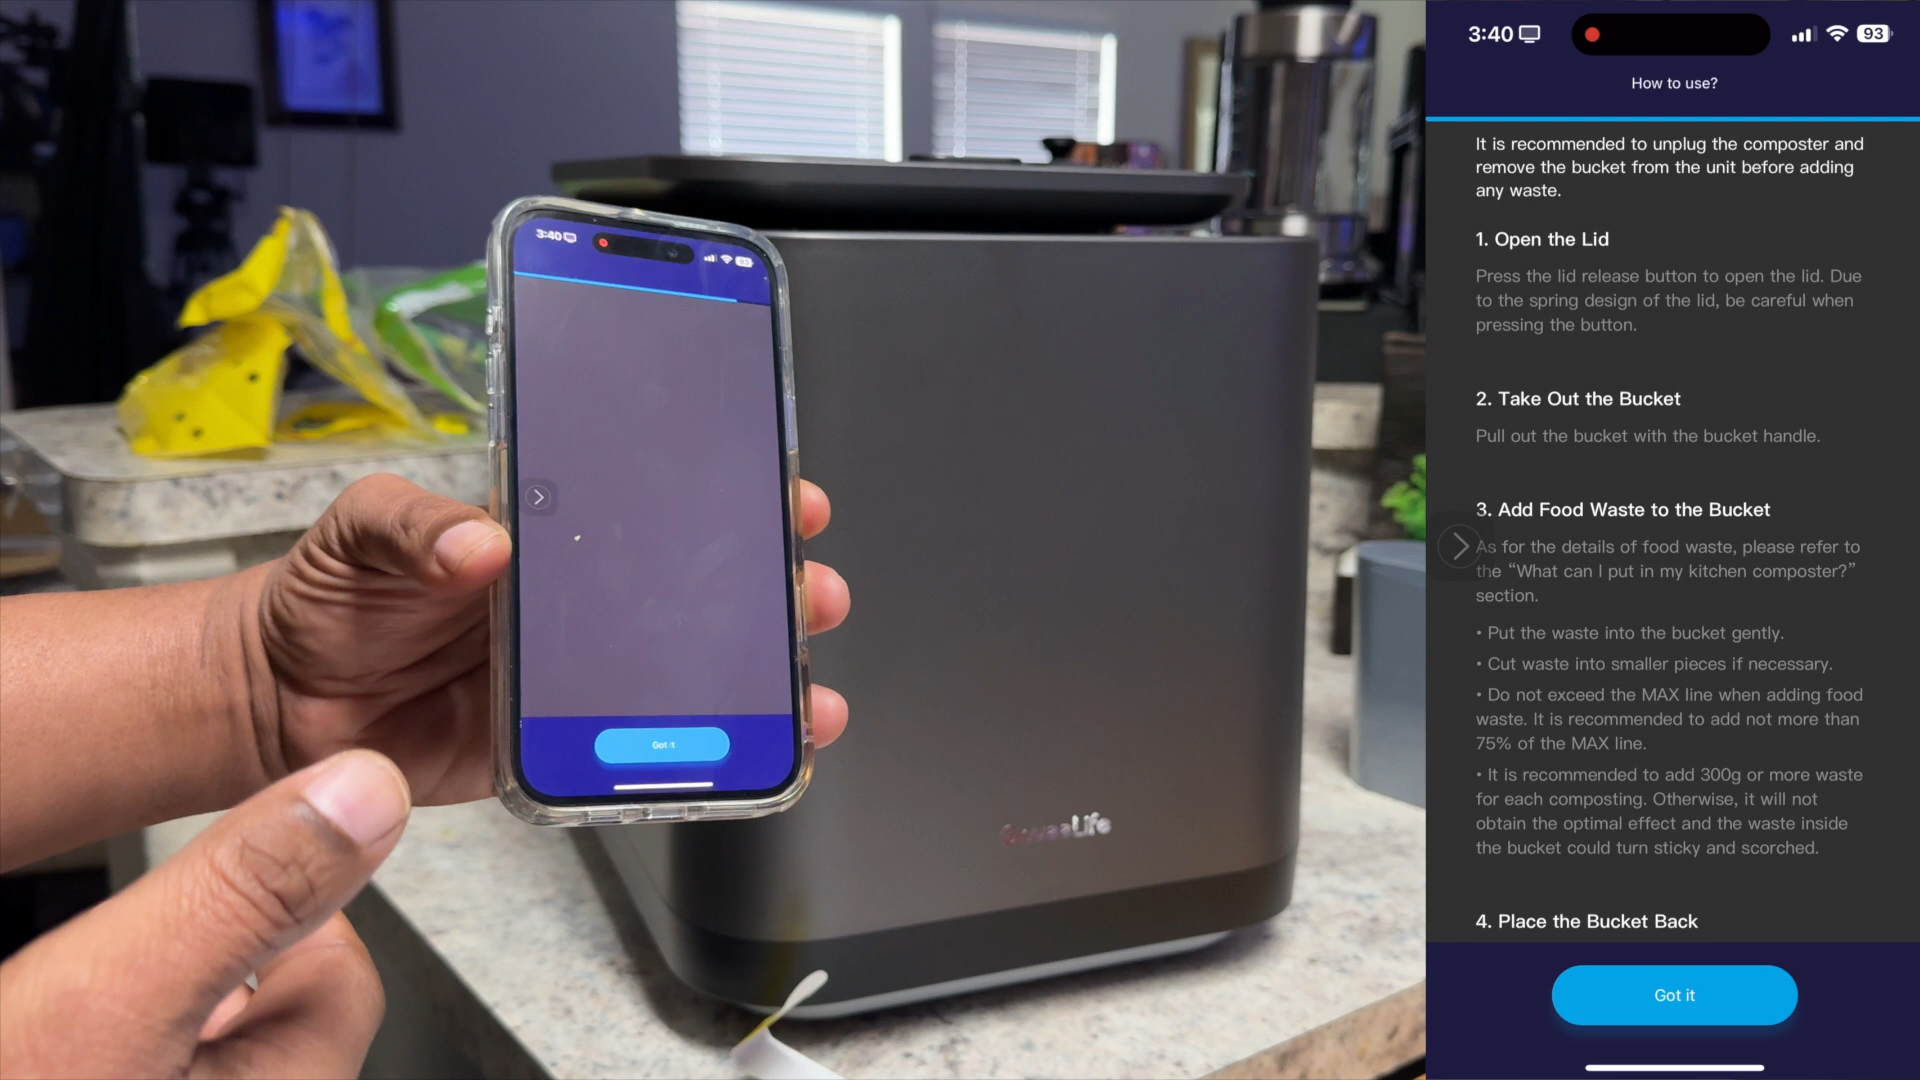 3:40
93
How to use?
It is recommended to unplug the composter and
remove the bucket from the unit before adding
any waste.
1. Open the Lid
Press the lid release button to open the lid. Due
to the spring design of the lid, be careful when
pressing the button.
2. Take Out the Bucket
Pull out the bucket with the bucket handle.
3. Add Food Waste to the Bucket
As for the details of food waste, please refer to
the “What can I put in my kitchen composter?”
section.
• Put the waste into the bucket gently.
• Cut waste into smaller pieces if necessary.
• Do not exceed the MAX line when adding food
waste. It is recommended to add not more than
75% of the MAX line.
• It is recommended to add 300g or more waste
for each composting. Otherwise, it will not
obtain the optimal effect and the waste inside
the bucket could turn sticky and scorched.
4. Place the Bucket Back
Got it
3:40
93
Got it